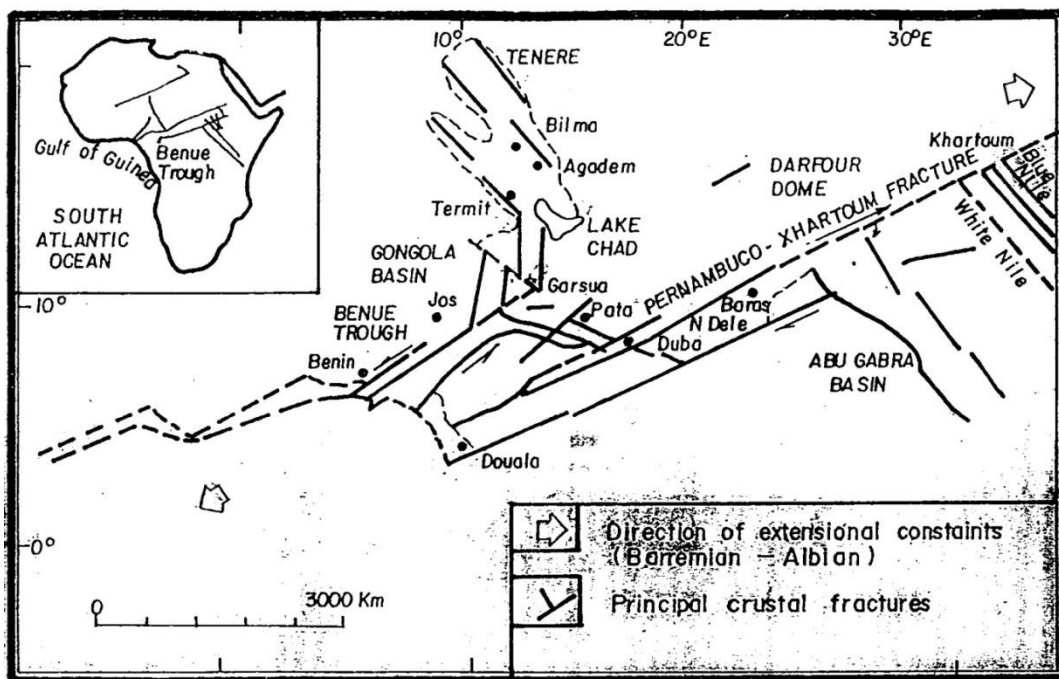 10°
20°E
30°E
TENERE
Bilma
Agadem
Khartoum
Blue
Nile
DARFOUR
DOME
Gulf of Guinea
Benue
Trough
SOUTH
ATLANTIC
OCEAN
Termit
LAKE
CHAD
White Nile
GONGOLA
BASIN
PERNAMBUCO - XHARTOUM FRACTURE
10°
Jos
Garsua
Pata
Baras
N Dele
BENUE
TROUGH
Benin
Duba
ABU GABRA
BASIN
Douala
0°
Direction of extensional constaints
(Barremian - Albian)
0
3000 Km
Principal crustal fractures